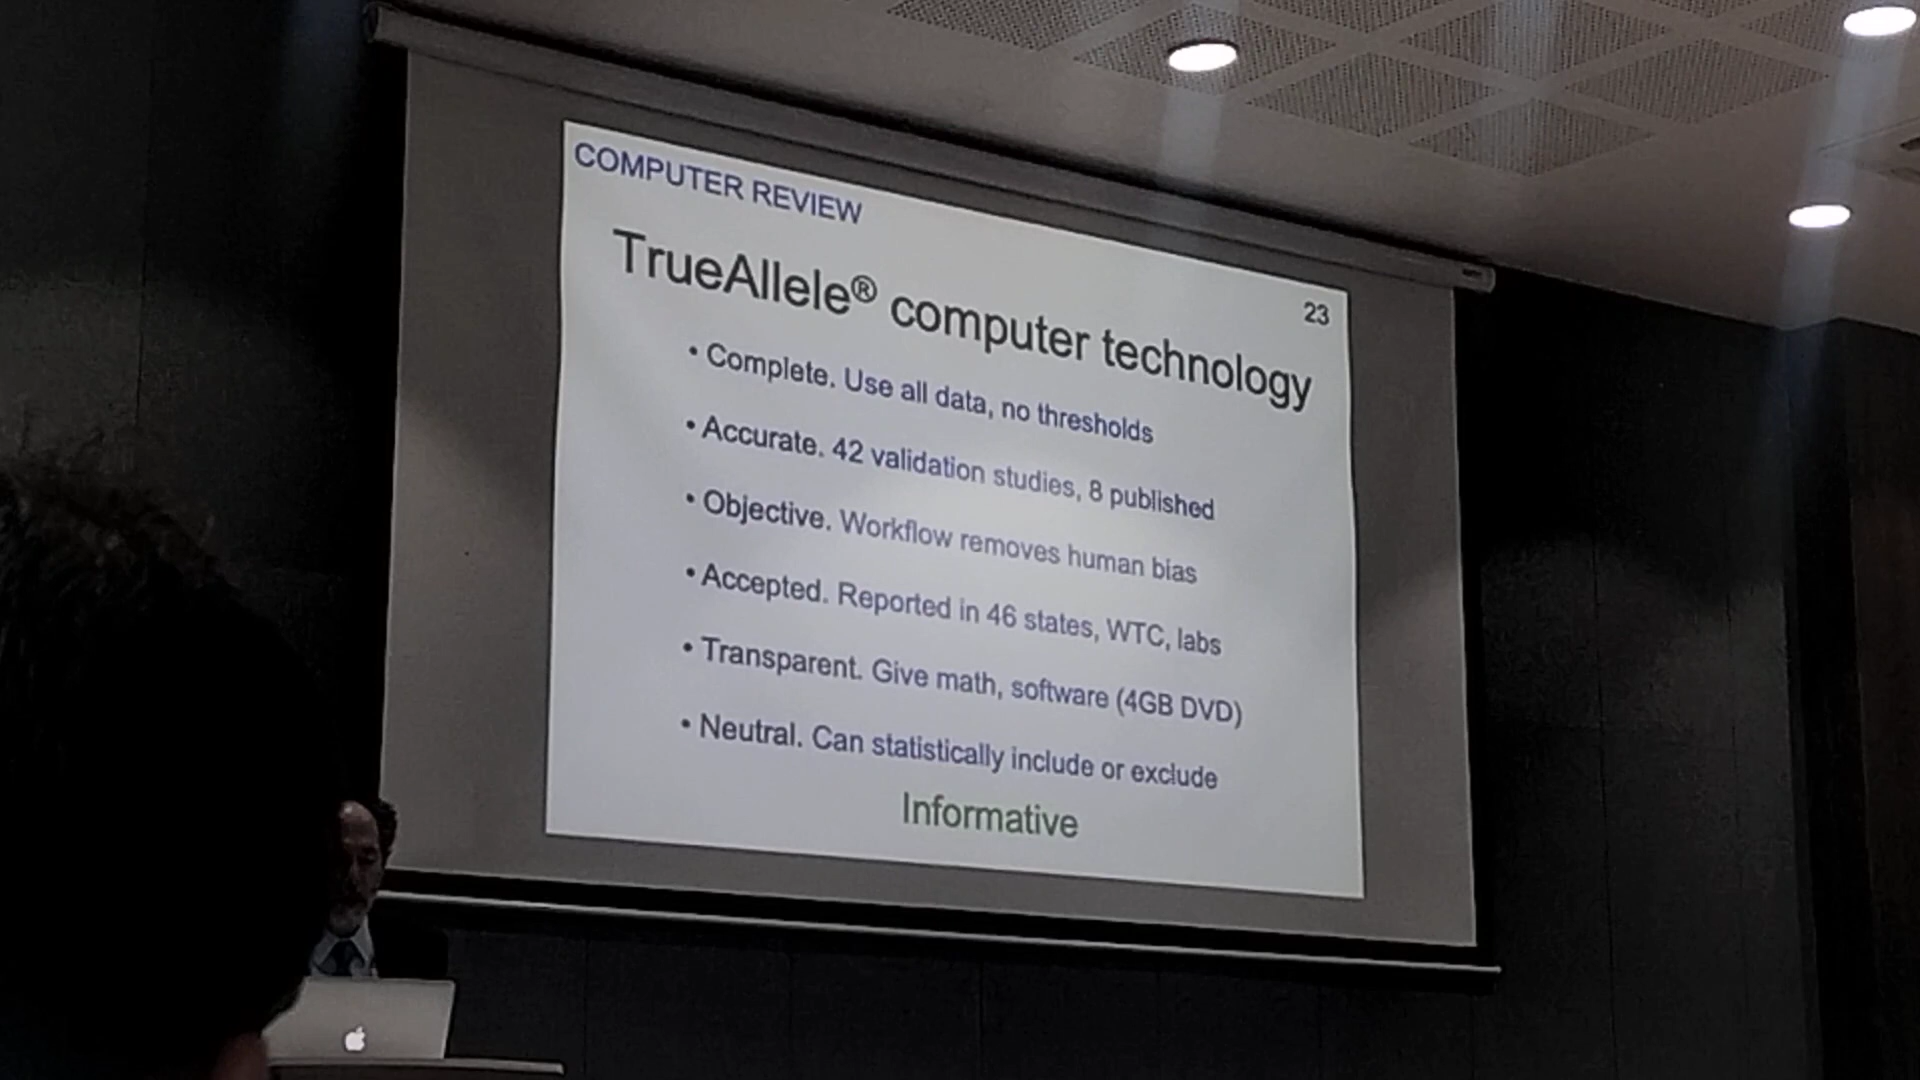 COMPUTER REVIEW
23
TrueAllele® computer technology
• Complete. Use all data, no thresholds
• Accurate. 42 validation studies, 8 published
• Objective. Workflow removes human bias
• Accepted. Reported in 46 states, WTC, labs
• Transparent. Give math, software (4GB DVD)
• Neutral. Can statistically include or exclude
Informative